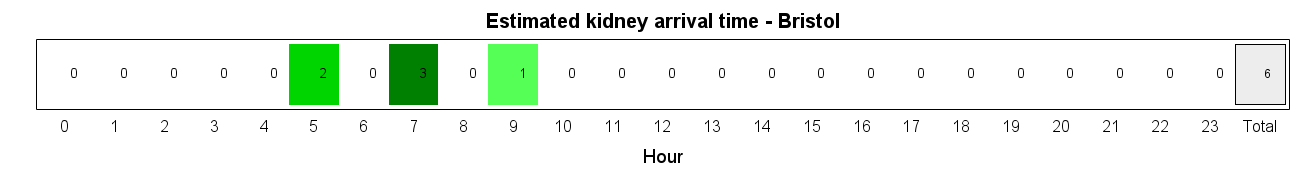 Estimated kidney arrival time - Bristol
0 0 0 0 0 2 0 3 0 1 0 0 0 0 0 0 0 0 0 0 0 0 0 0 6
0 1 2 3 4 5 6 7 8 9 10 11 12 13 14 15 16 17 18 19 20 21 22 23 Total
Hour